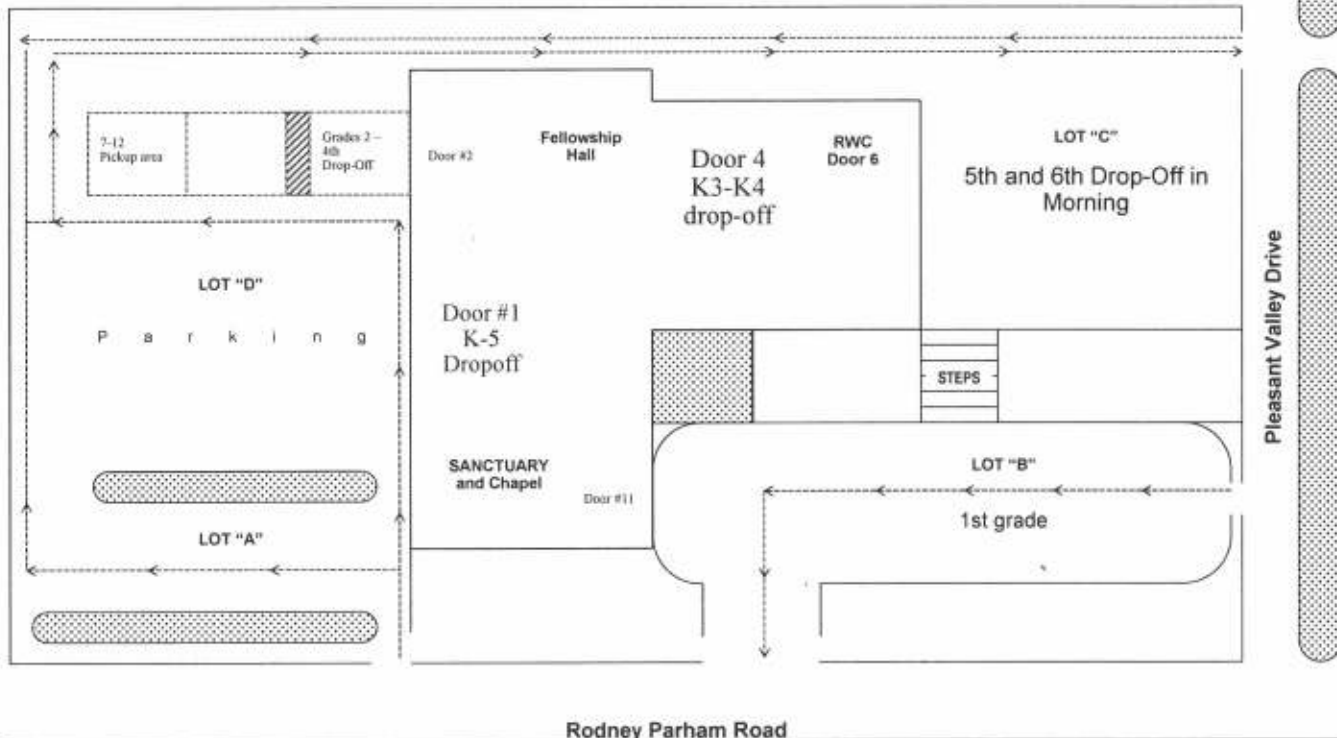 7-12
Pickup area
Grades 2 –
4th
Drop-Off
Door #2
Fellowship
Hall
Door 4
K3-K4
drop-off
RWC
Door 6
LOT "C"
5th and 6th Drop-Off in
Morning
LOT "D"
P a r k i n g
Door #1
K-5
Dropoff
STEPS
Pleasant Valley Drive
SANCTUARY
and Chapel
Door #11
LOT "B"
1st grade
LOT "A"
Rodney Parham Road